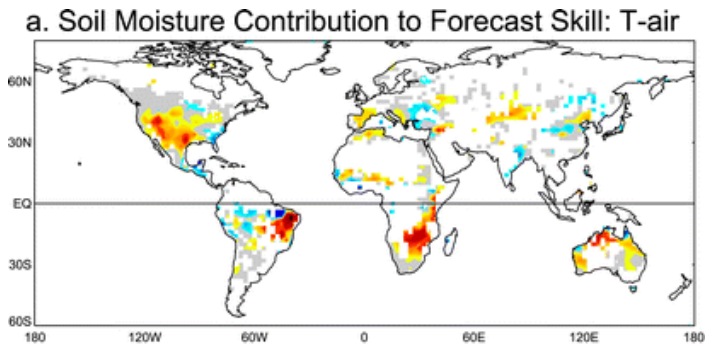 a. Soil Moisture Contribution to Forecast Skill: T-air
60N
30N
EQ
30S
60S
180 120W 60W 0 60E 120E 180